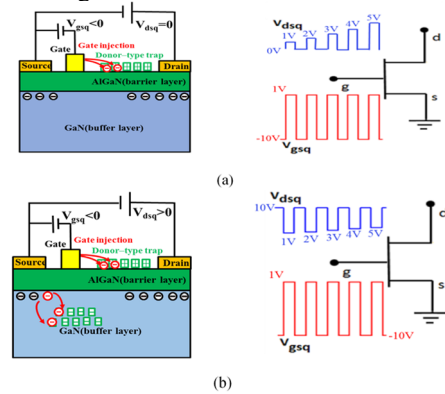 Vgsq<0
Vdsq=0
Gate
Gate injection
Donor-type trap
Source
Drain
AlGaN(barrier layer)
GaN(buffer layer)
Vdsq
0V
1V
2V
3V
4V
5V
d
g
s
1V
-10V
Vgsq
(a)
Vgsq<0
Vdsq>0
Gate
Gate injection
Donor-type trap
Source
Drain
AlGaN(barrier layer)
GaN(buffer layer)
Vdsq
10V
1V
2V
3V
4V
5V
g
s
1V
-10V
Vgsq
(b)